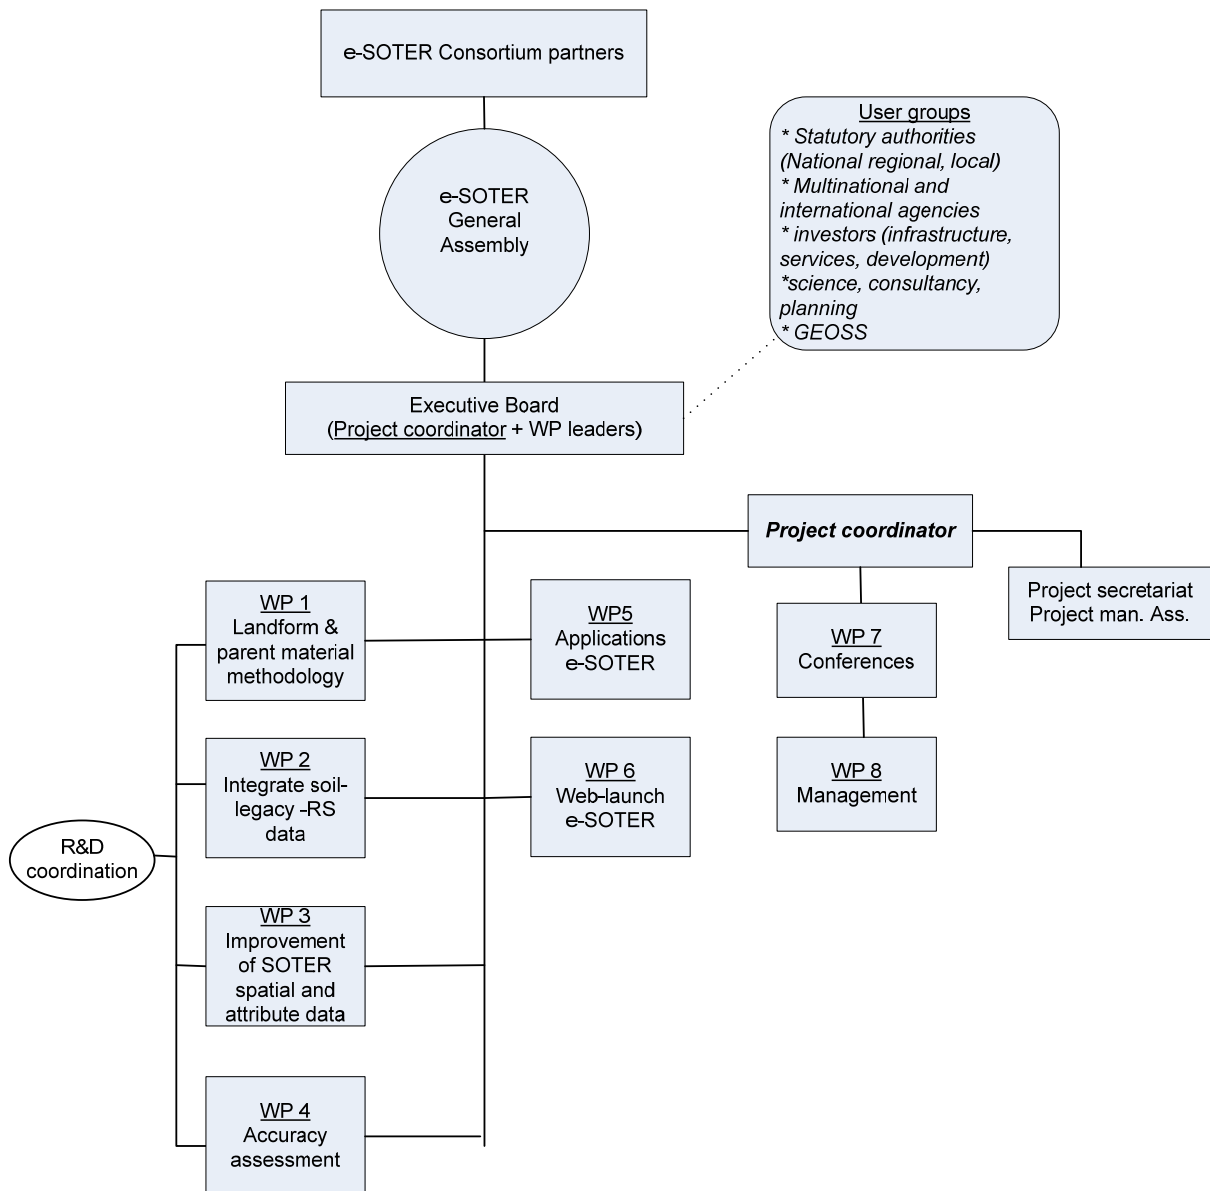 e-SOTER Consortium partners
e-SOTER
General
Assembly
User groups
* Statutory authorities
(National regional, local)
* Multinational and
international agencies
* investors (infrastructure,
services, development)
*science, consultancy,
planning
* GEOSS
Executive Board
(Project coordinator + WP leaders)
Project coordinator
Project secretariat
Project man. Ass.
WP 1
Landform &
parent material
methodology
WP5
Applications
e-SOTER
WP 7
Conferences
WP 2
Integrate soil-
legacy -RS
data
WP 6
Web-launch
e-SOTER
WP 8
Management
R&D
coordination
WP 3
Improvement
of SOTER
spatial and
attribute data
WP 4
Accuracy
assessment